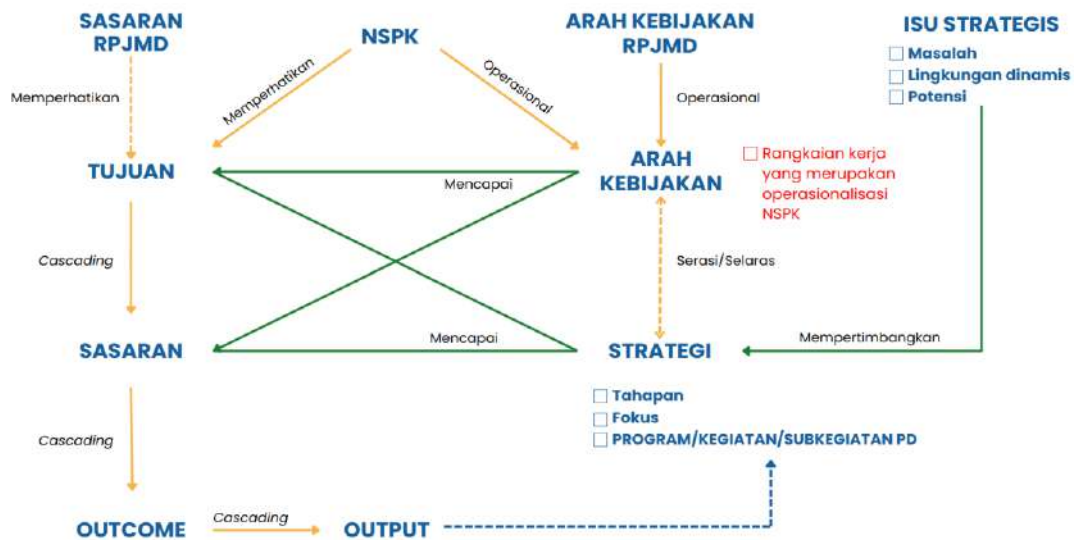 SASARAN
RPJMD
NSPK
ARAH KEBIJAKAN
RPJMD
ISU STRATEGIS
Masalah
Lingkungan dinamis
Potensi
Memperhatikan
Memperhatikan
Operasional
Operasional
TUJUAN
Mencapai
ARAH
KEBIJAKAN
Rangkaian kerja
yang merupakan
operasionalisasi
NSPK
Cascading
Serasi/Selaras
SASARAN
Mencapai
STRATEGI
Mempertimbangkan
Tahapan
Fokus
PROGRAM/KEGIATAN/SUBKEGIATAN PD
Cascading
OUTCOME
Cascading
OUTPUT